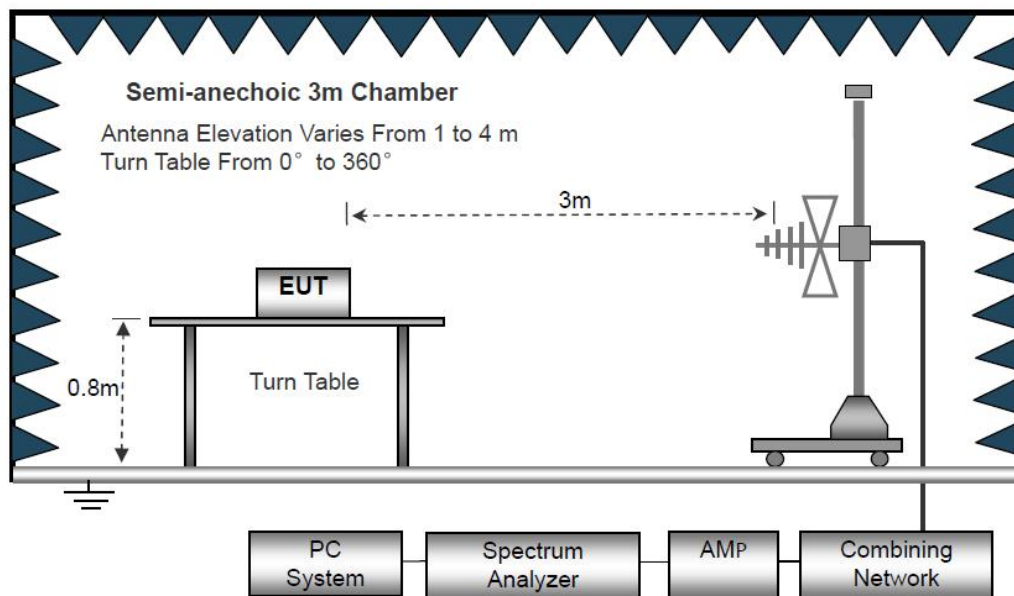 Semi-anechoic 3m Chamber
Antenna Elevation Varies From 1 to 4 m
Turn Table From 0° to 360°
3m
EUT
0.8m
Turn Table
PC
System
Spectrum
Analyzer
AMP
Combining
Network